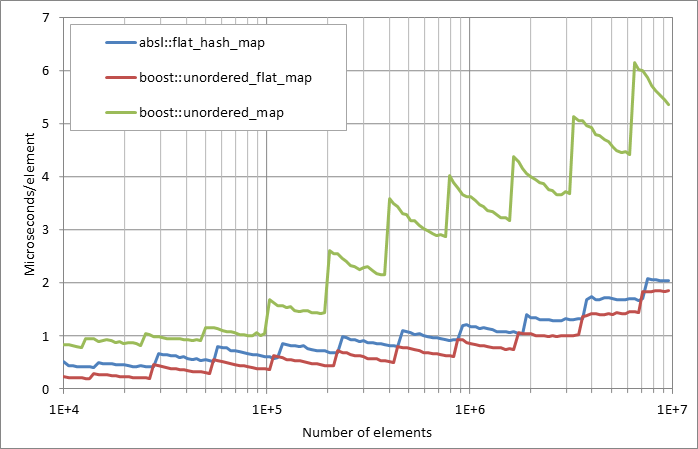 7
6
5
4
3
2
1
0
Microseconds/element
absl::flat_hash_map
boost::unordered_flat_map
boost::unordered_map
1E+4
1E+5
1E+6
1E+7
Number of elements